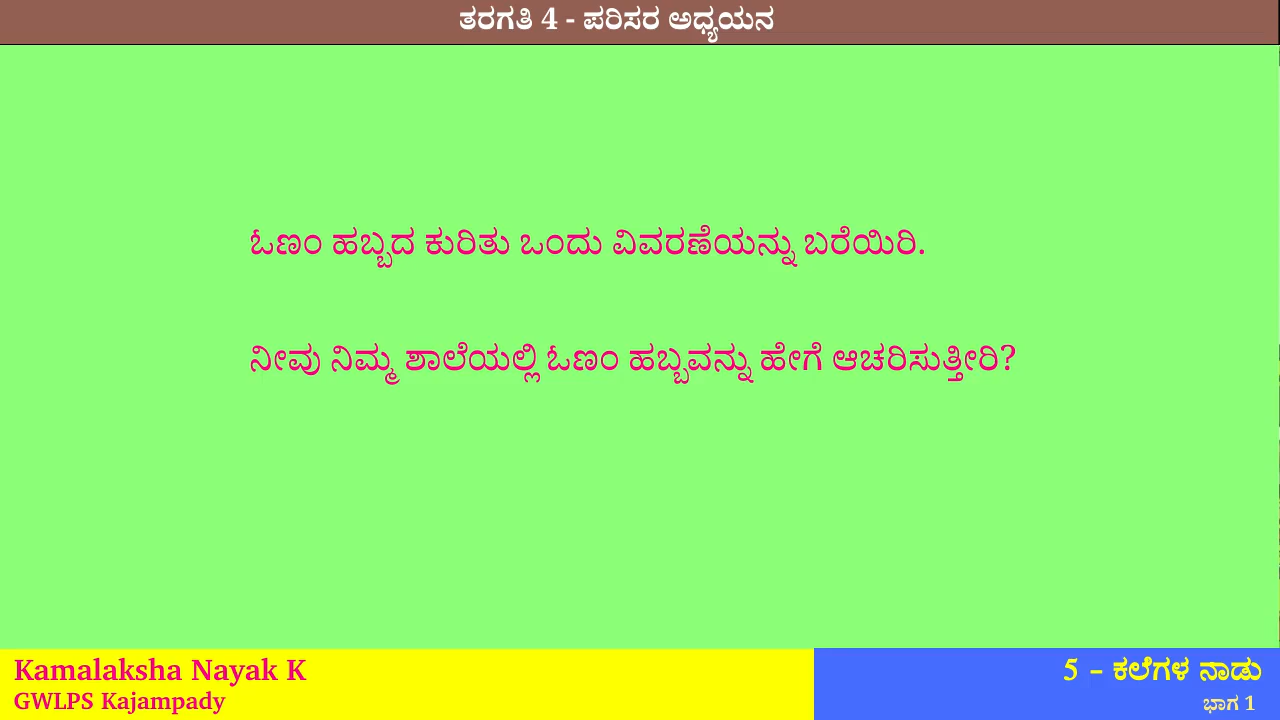 ತರಗತಿ 4 - ಪರಿಸರ ಅಧ್ಯಯನ
ಓಣಂ ಹಬ್ಬದ ಕುರಿತು ಒಂದು ವಿವರಣೆಯನ್ನು ಬರೆಯಿರಿ.
ನೀವು ನಿಮ್ಮ ಶಾಲೆಯಲ್ಲಿ ಓಣಂ ಹಬ್ಬವನ್ನು ಹೇಗೆ ಆಚರಿಸುತ್ತೀರಿ?
Kamalaksha Nayak K
GWLPS Kajampady
5 – ಕಲೆಗಳ ನಾಡು
ಭಾಗ 1